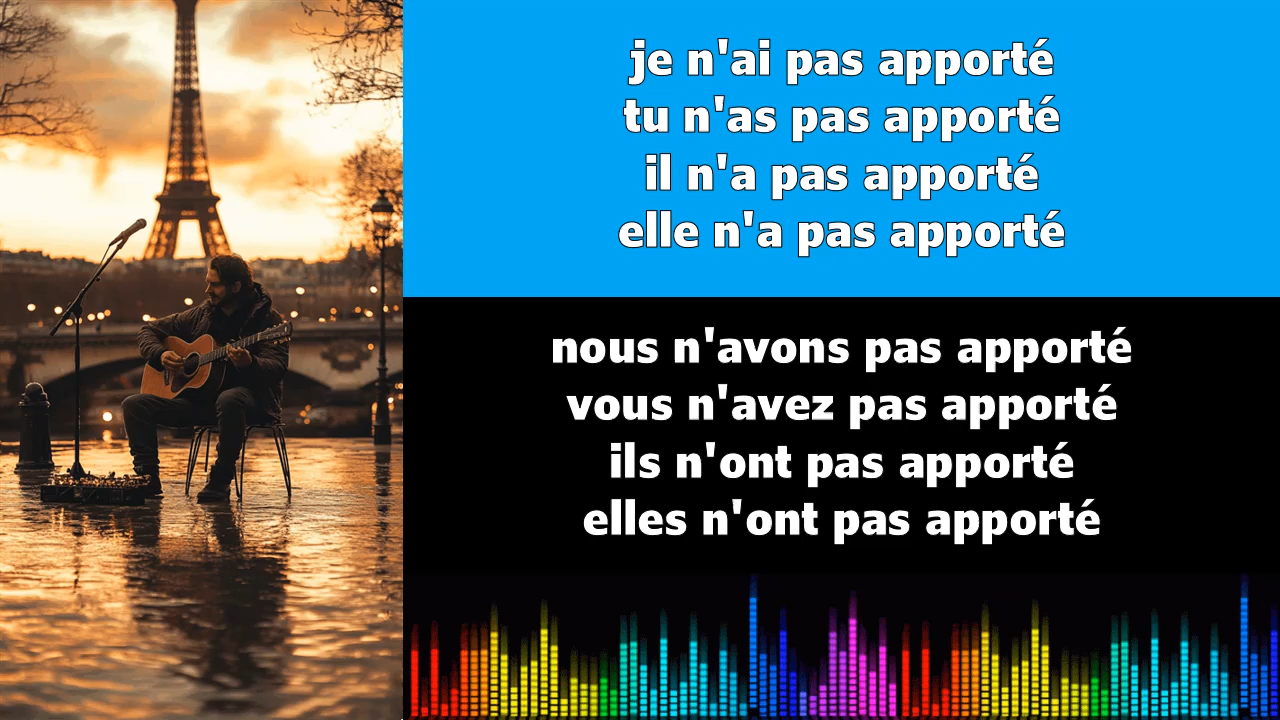 je n'ai pas apporté
tu n'as pas apporté
il n'a pas apporté
elle n'a pas apporté
nous n'avons pas apporté
vous n'avez pas apporté
ils n'ont pas apporté
elles n'ont pas apporté